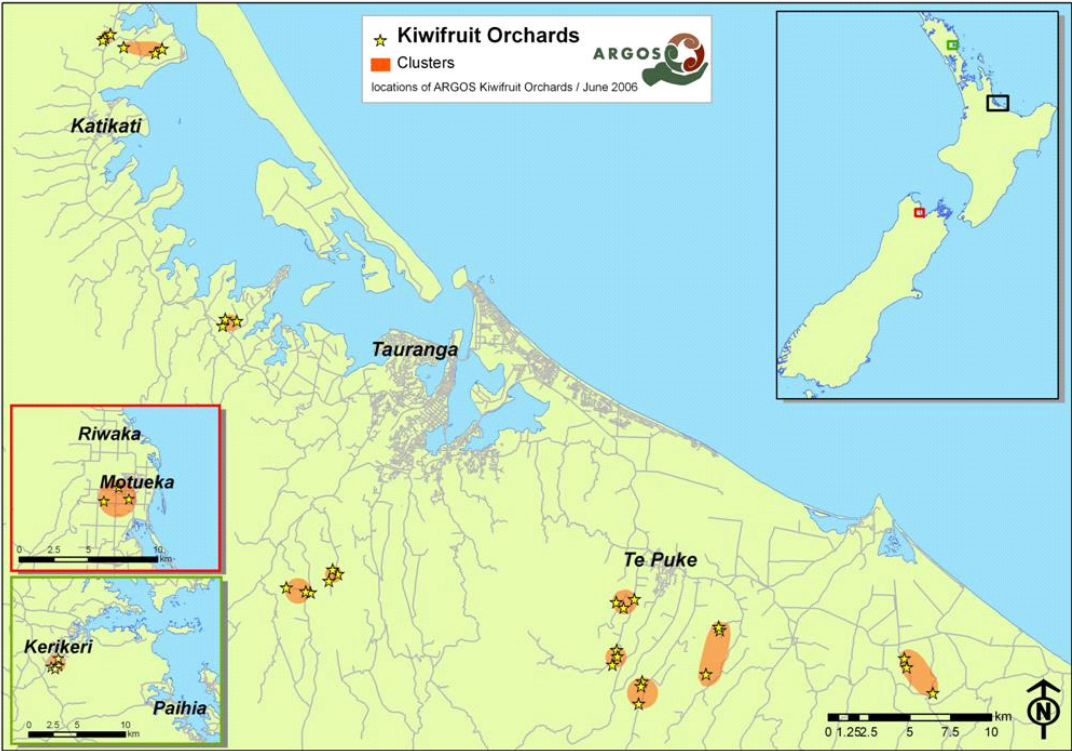 Kiwifruit Orchards
Clusters
ARGOS
locations of ARGOS Kiwifruit Orchards / June 2006
Katikati
Tauranga
Te Puke
Riwaka
Motueka
0 2.5 5 10
km
Kerikeri
Paihia
0 2.5 5 10
km
0 1.252.5 5 7.5 10
km
N